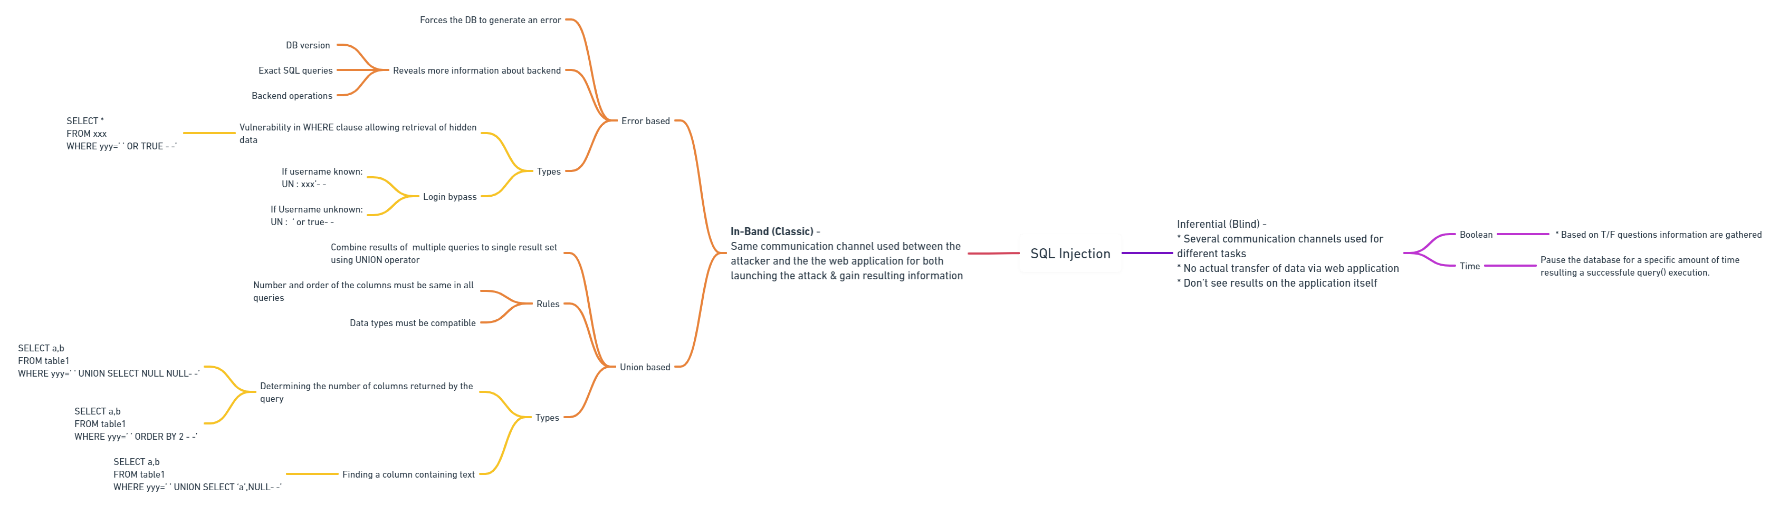 Forces the DB to generate an error
DB version
Exact SQL queries
Backend operations
Reveals more information about backend
Error based
SELECT *
FROM xxx
WHERE yyy=' ' OR TRUE - -'
Vulnerability in WHERE clause allowing retrieval of hidden
data
Types
If username known:
UN : xxx'- -
If Username unknown:
UN :  ' or true- -
Login bypass
In-Band (Classic) -
Same communication channel used between the
attacker and the the web application for both
launching the attack & gain resulting information
SQL Injection
Inferential (Blind) -
* Several communication channels used for
different tasks
* No actual transfer of data via web application
* Don't see results on the application itself
Boolean
* Based on T/F questions information are gathered
Time
Pause the database for a specific amount of time
resulting a successfule query() execution.
Combine results of  multiple queries to single result set
using UNION operator
Number and order of the columns must be same in all
queries
Data types must be compatible
Rules
Union based
SELECT a,b
FROM table1
WHERE yyy=' ' UNION SELECT NULL NULL- -'
SELECT a,b
FROM table1
WHERE yyy=' ' ORDER BY 2 - -'
Determining the number of columns returned by the
query
Types
SELECT a,b
FROM table1
WHERE yyy=' ' UNION SELECT 'a',NULL- -'
Finding a column containing text